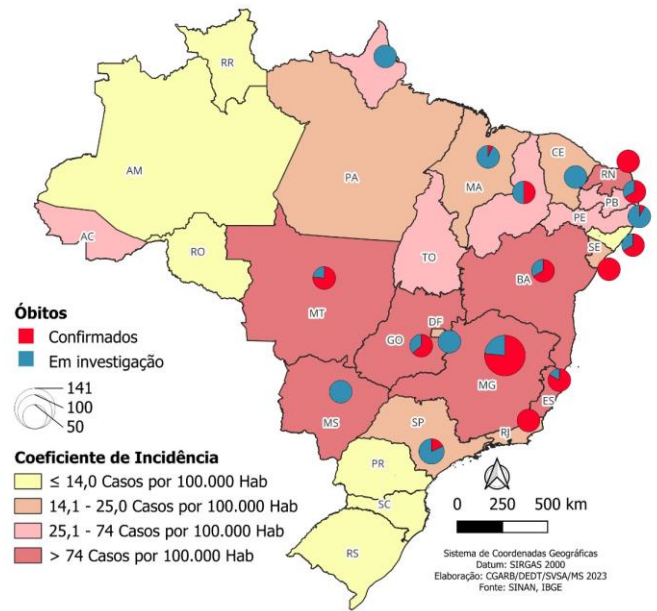 RR
AM
PA
MA
CE
RN
PB
PE
SE
AC
RO
TO
BA
MT
GO
DF
MG
ES
MS
SP
RJ
PR
SC
RS
Óbitos
Confirmados
Em investigação
141
100
50
Coeficiente de Incidência
≤ 14,0 Casos por 100.000 Hab
14,1 - 25,0 Casos por 100.000 Hab
25,1 - 74 Casos por 100.000 Hab
> 74 Casos por 100.000 Hab
0 250 500 km
Sistema de Coordenadas Geográficas
Datum: SIRGAS 2000
Elaboração: CGARB/DEDT/SVSA/MS 2023
Fonte: SINAN, IBGE